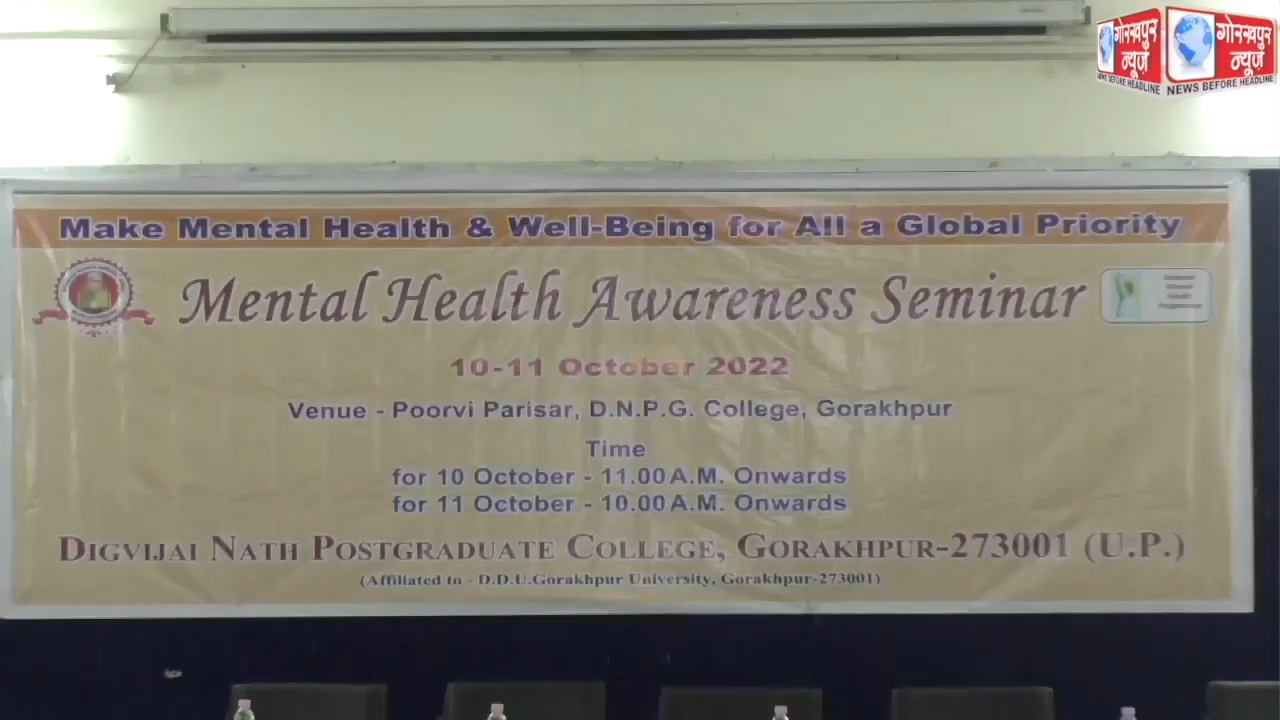 गोरखपुर
न्यूज़
NEWS BEFORE HEADLINE
गोरखपुर
न्यूज़
NEWS BEFORE HEADLINE
Make Mental Health & Well-Being for All a Global Priority
Mental Health Awareness Seminar
10-11 October 2022
Venue - Poorvi Parisar, D.N.P.G. College, Gorakhpur
Time
for 10 October - 11.00 A.M. Onwards
for 11 October - 10.00 A.M. Onwards
DIGVIJAI NATH POSTGRADUATE COLLEGE, GORAKHPUR-273001 (U.P.)
(Affiliated to - D.D.U.Gorakhpur University, Gorakhpur-273001)